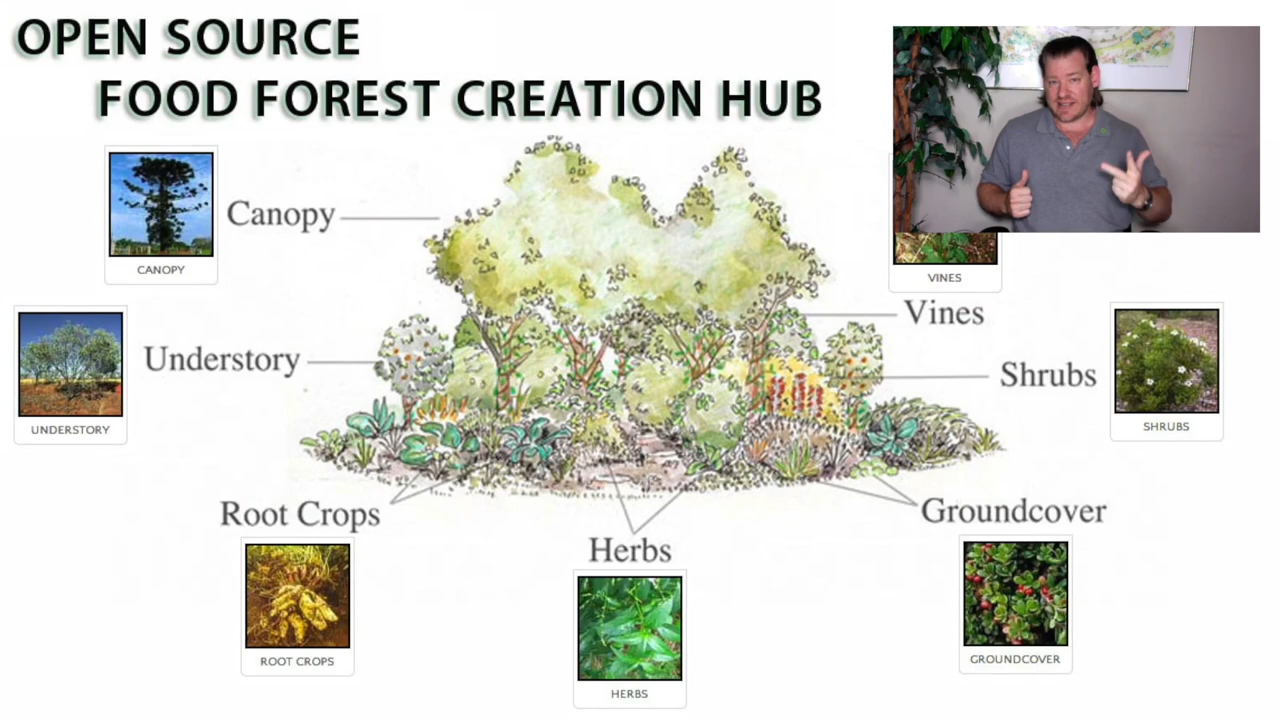 OPEN SOURCE
FOOD FOREST CREATION HUB
Canopy
CANOPY
VINES
Vines
Understory
UNDERSTORY
Shrubs
SHRUBS
Root Crops
ROOT CROPS
Herbs
HERBS
Groundcover
GROUNDCOVER